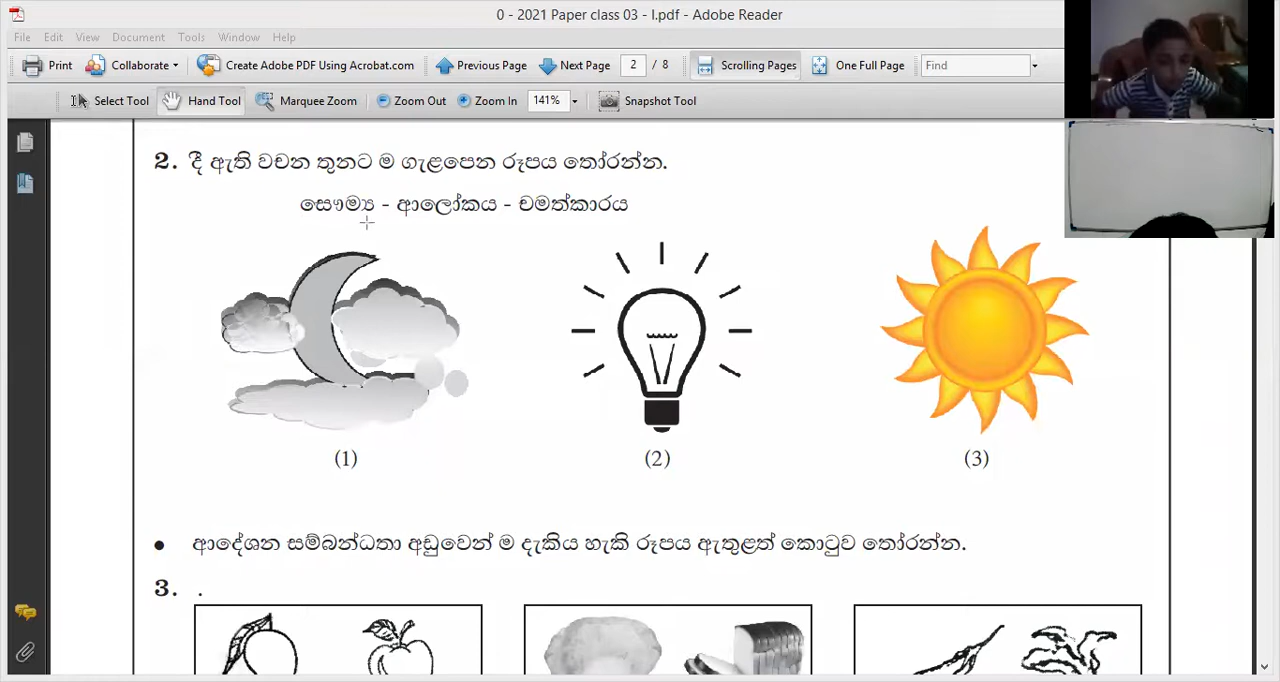 0 - 2021 Paper class 03 - I.pdf - Adobe Reader
File Edit View Document Tools Window Help
Print Collaborate Create Adobe PDF Using Acrobat.com Previous Page Next Page 2 / 8 Scrolling Pages One Full Page Find
Select Tool Hand Tool Marquee Zoom Zoom Out Zoom In 141% Snapshot Tool
2. දී ඇති වචන තුනට ම ගැළපෙන රූපය තෝරන්න.
සෞම්‍ය - ආලෝකය - චමත්කාරය
(1) (2) (3)
• ආදේශන සම්බන්ධතා අඩුවෙන් ම දැකිය හැකි රූපය ඇතුළත් කොටුව තෝරන්න.
3. .